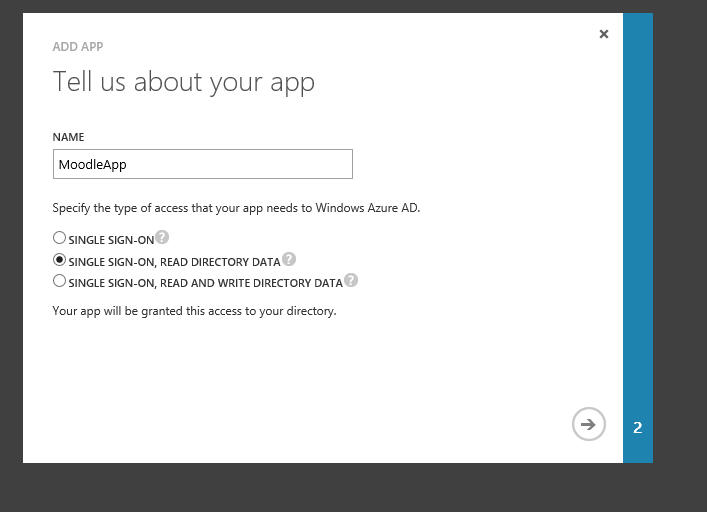 ADD APP
Tell us about your app
NAME
MoodleApp
Specify the type of access that your app needs to Windows Azure AD.
SINGLE SIGN-ON ?
SINGLE SIGN-ON, READ DIRECTORY DATA ?
SINGLE SIGN-ON, READ AND WRITE DIRECTORY DATA ?
Your app will be granted this access to your directory.
2